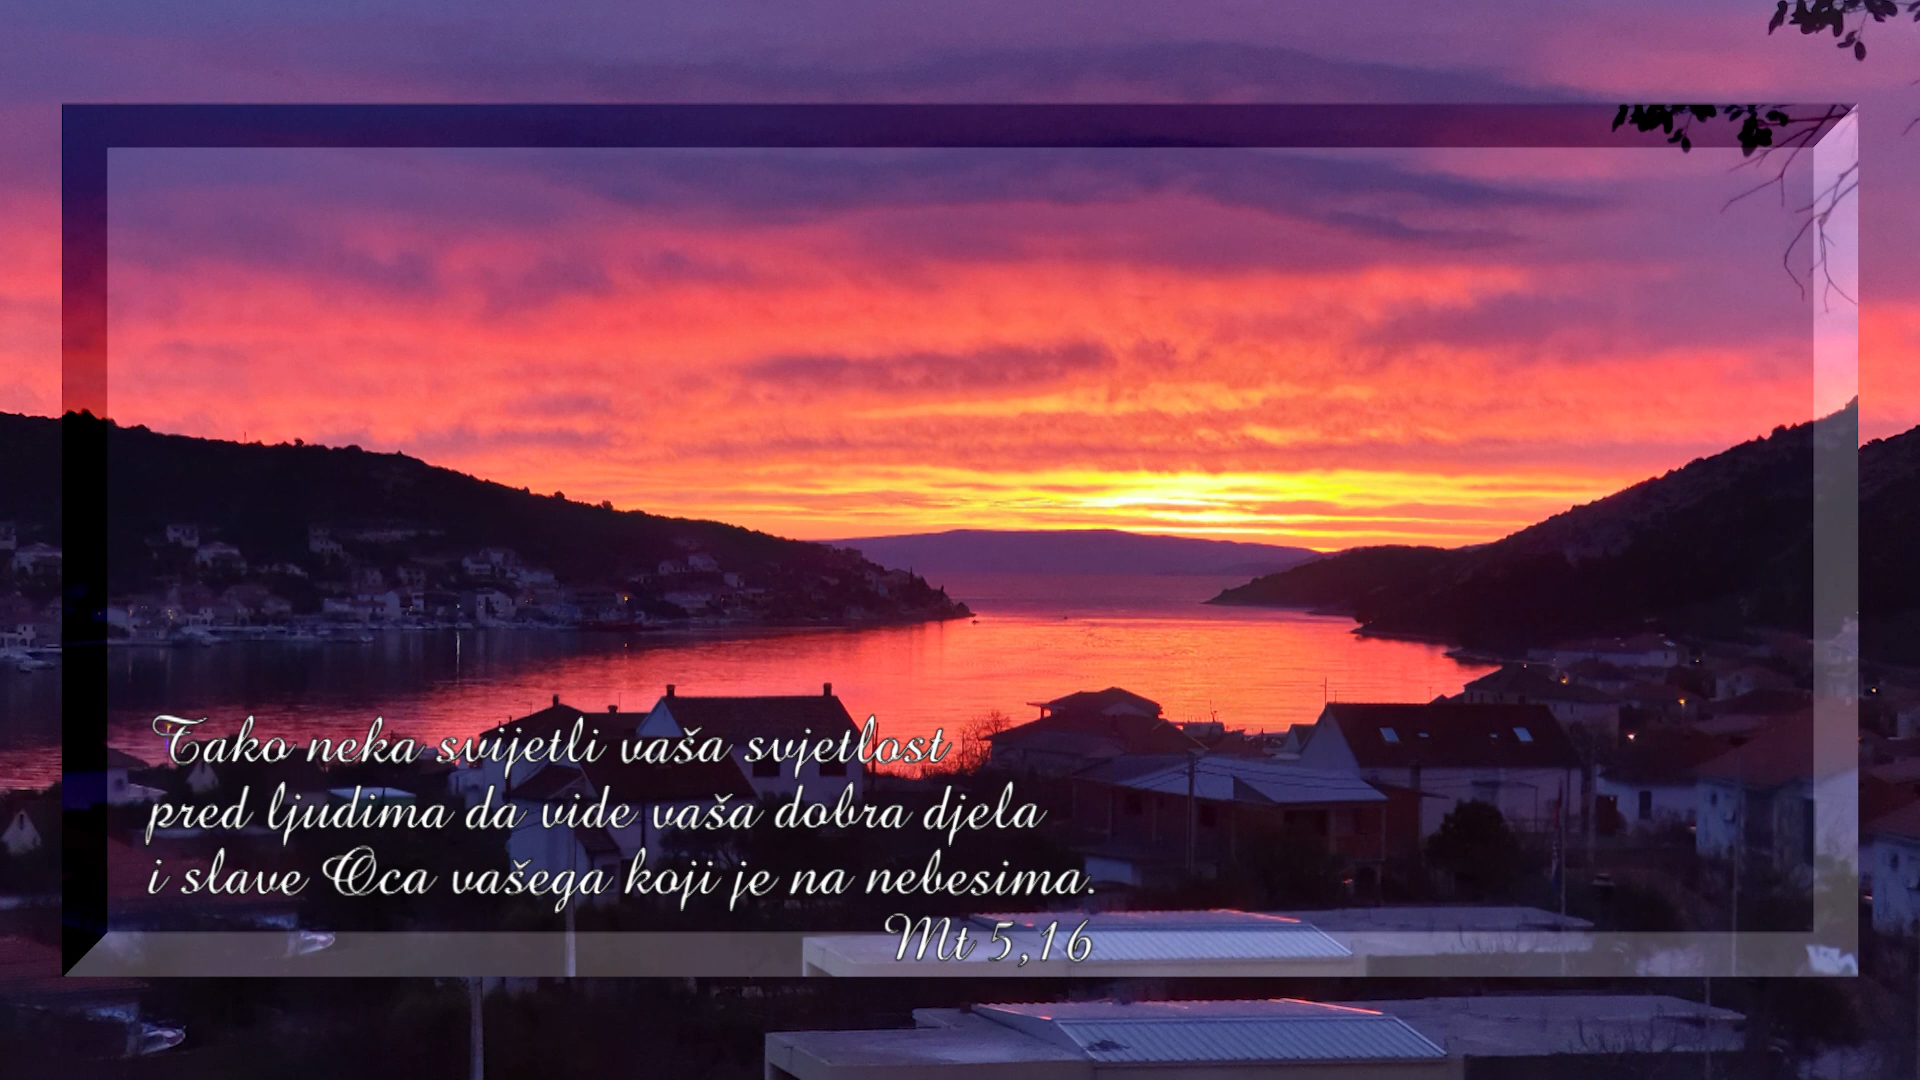 Tako neka svijetli vaša svjetlost
pred ljudima da vide vaša dobra djela
i slave Oca vašega koji je na nebesima.
Mt 5,16